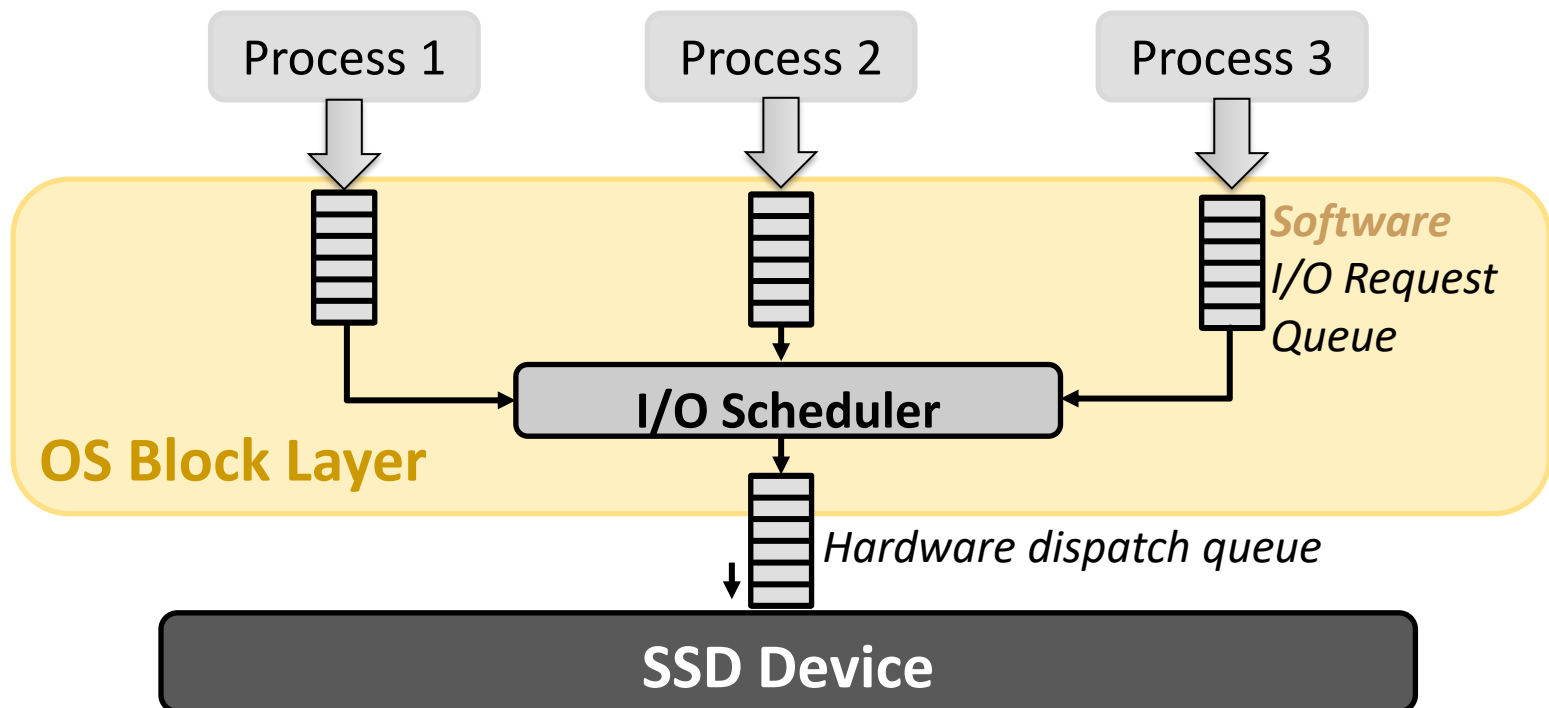 Process 1
Process 2
Process 3
Software
I/O Request
Queue
I/O Scheduler
OS Block Layer
Hardware dispatch queue
SSD Device